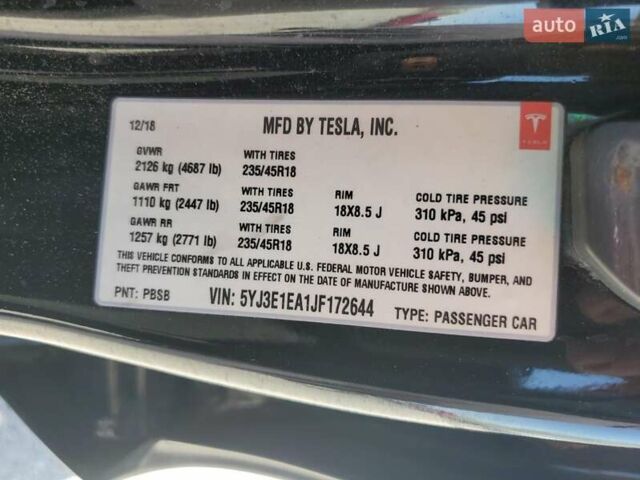 auto RIA
.com
12/18 MFD BY TESLA, INC.
TESLA
GVWR WITH TIRES
2126 kg (4687 lb) 235/45R18
GAWR FRT WITH TIRES RIM COLD TIRE PRESSURE
1110 kg (2447 lb) 235/45R18 18X8.5 J 310 kPa, 45 psi
GAWR RR WITH TIRES RIM COLD TIRE PRESSURE
1257 kg (2771 lb) 235/45R18 18X8.5 J 310 kPa, 45 psi
THIS VEHICLE CONFORMS TO ALL APPLICABLE U.S. FEDERAL MOTOR VEHICLE SAFETY, BUMPER, AND
THEFT PREVENTION STANDARDS IN EFFECT ON THE DATE OF MANUFACTURE SHOWN ABOVE.
PNT: PBSB VIN: 5YJ3E1EA1JF172644 TYPE: PASSENGER CAR